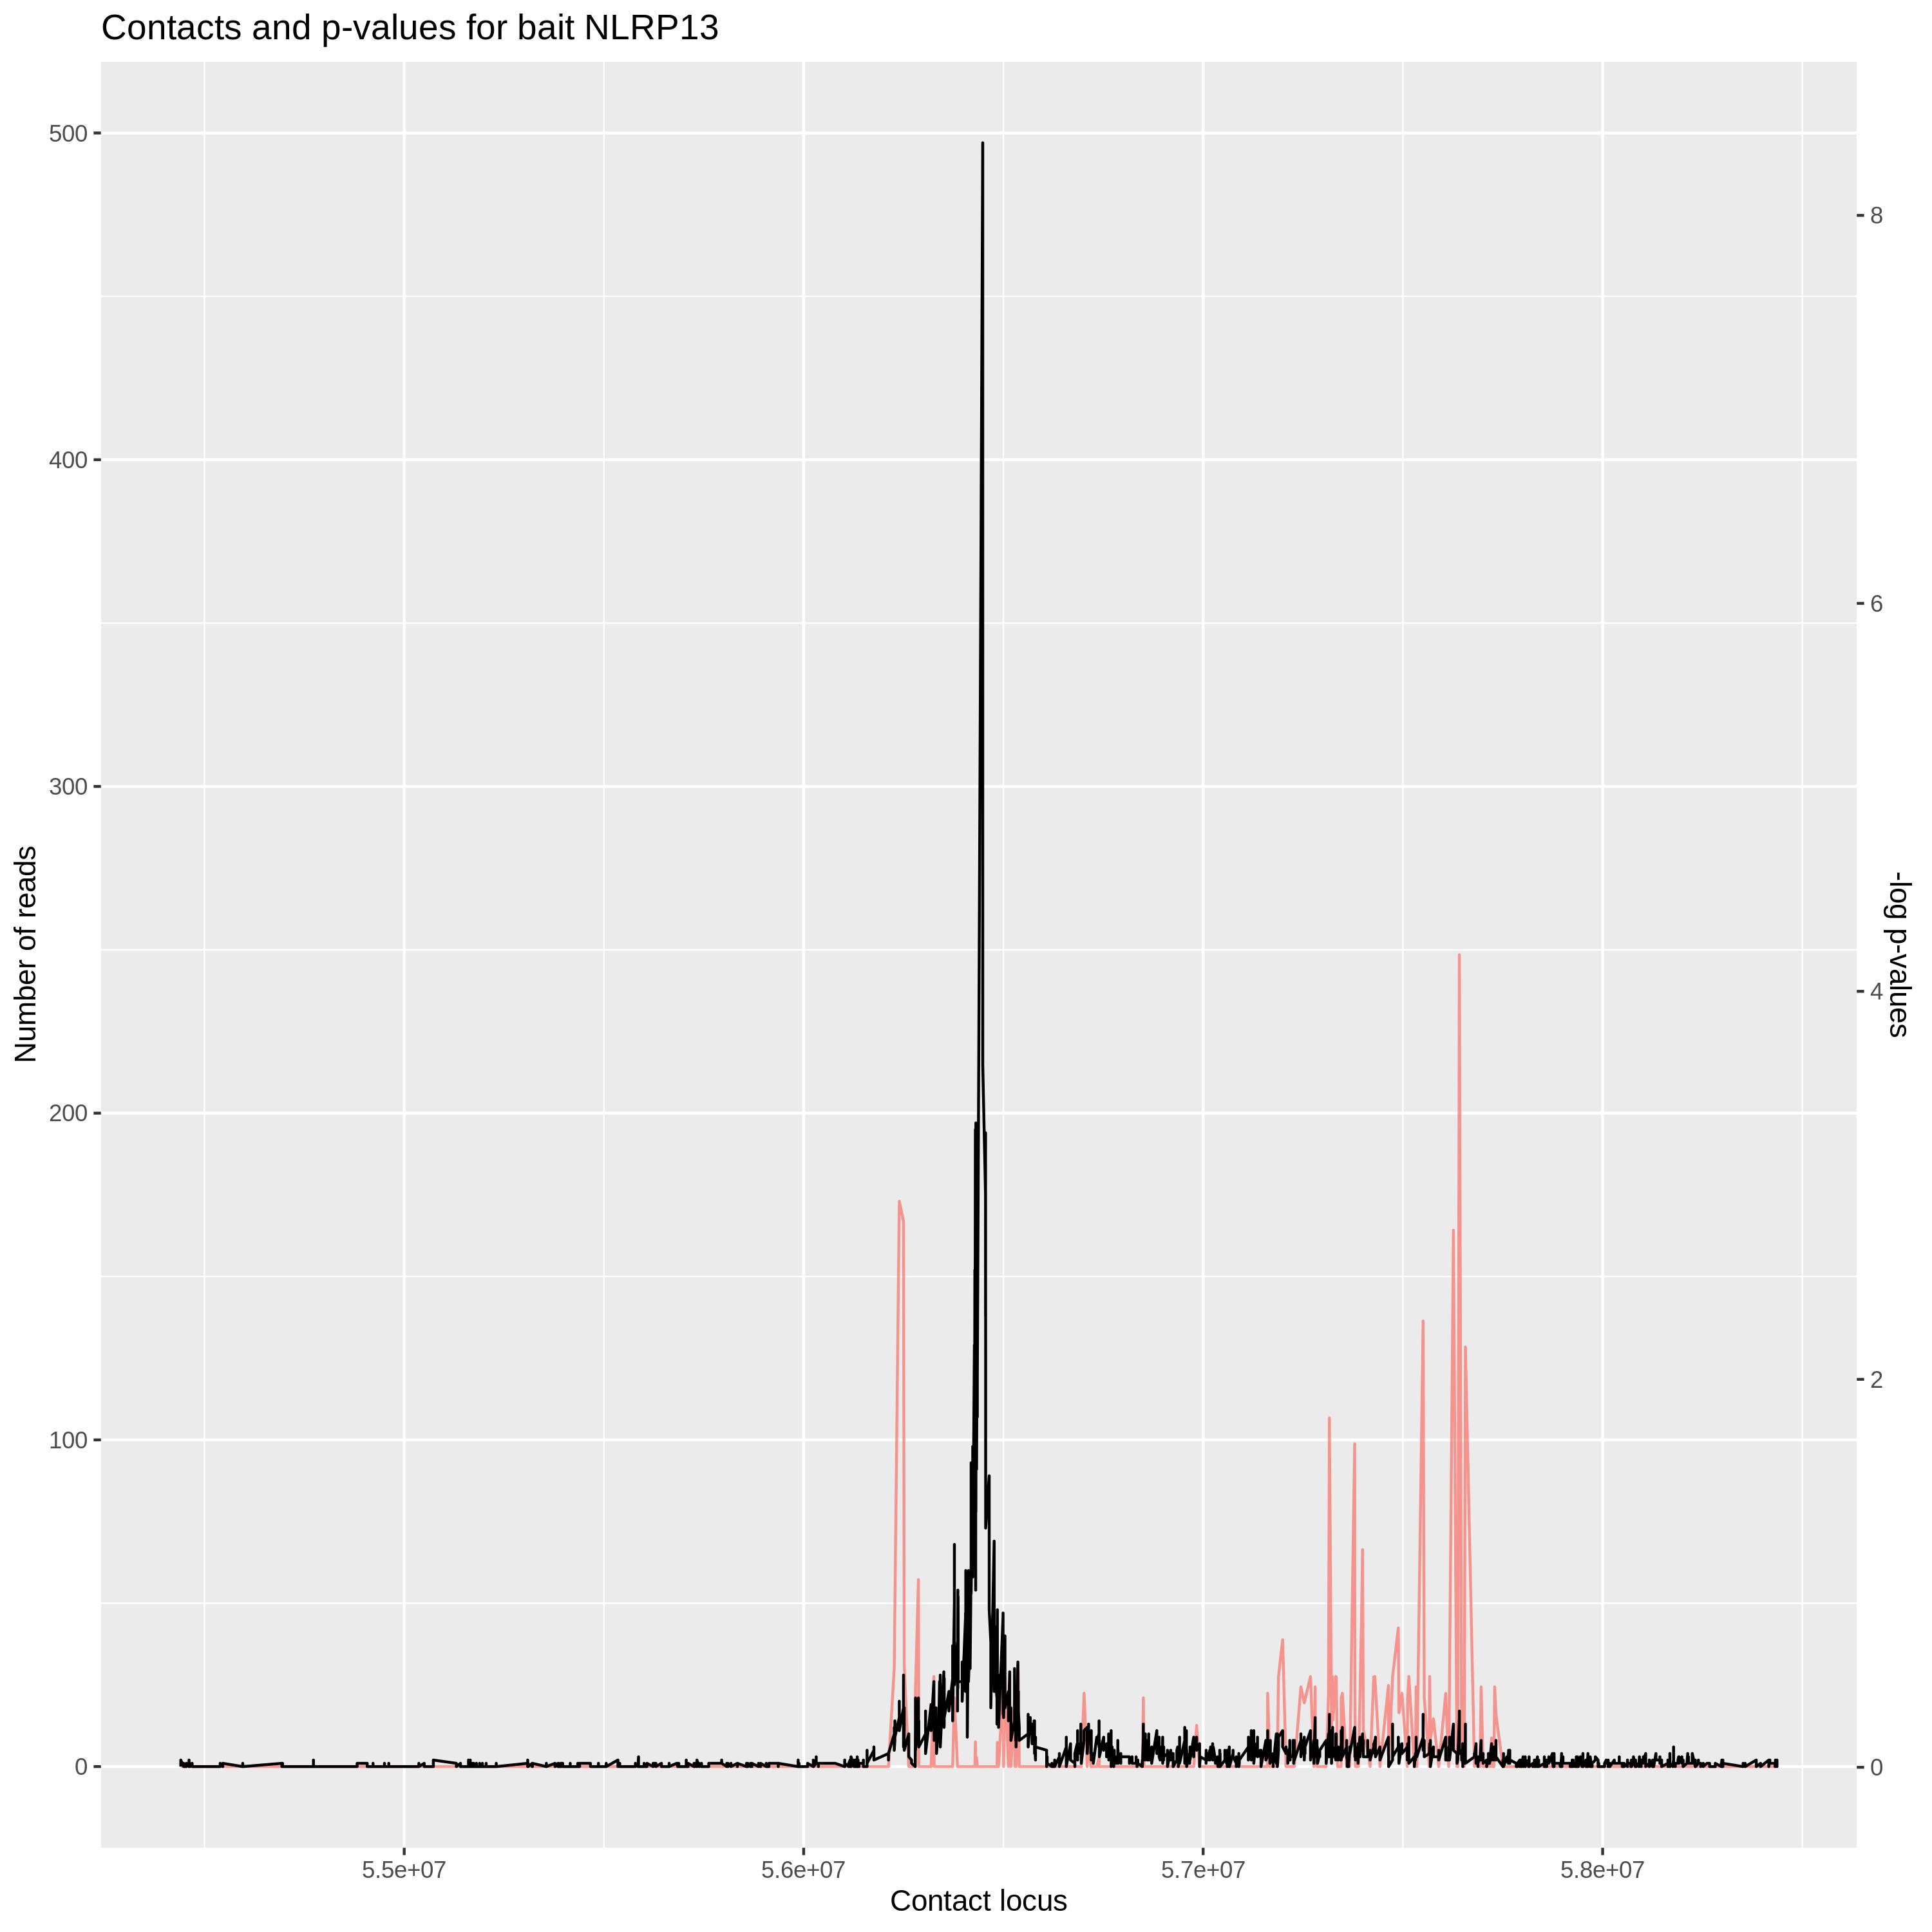 Contacts and p-values for bait NLRP13
500
400
300
200
100
0
Number of reads
8
6
4
2
0
-log p-values
5.5e+07
5.6e+07
5.7e+07
5.8e+07
Contact locus